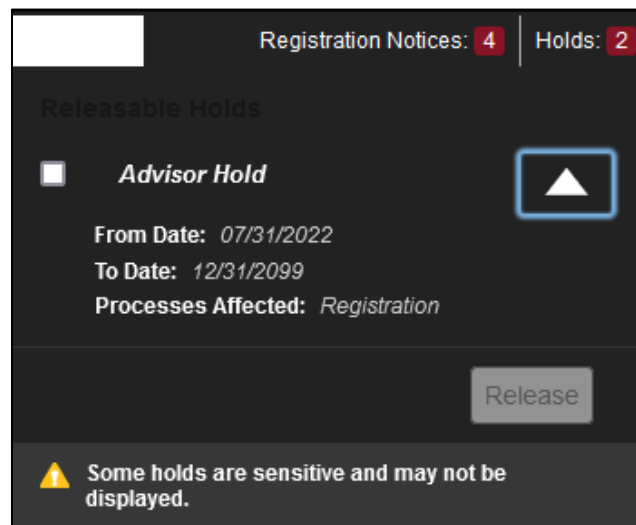 Registration Notices: 4 Holds: 2
Releasable Holds
Advisor Hold
From Date: 07/31/2022
To Date: 12/31/2099
Processes Affected: Registration
Release
Some holds are sensitive and may not be
displayed.